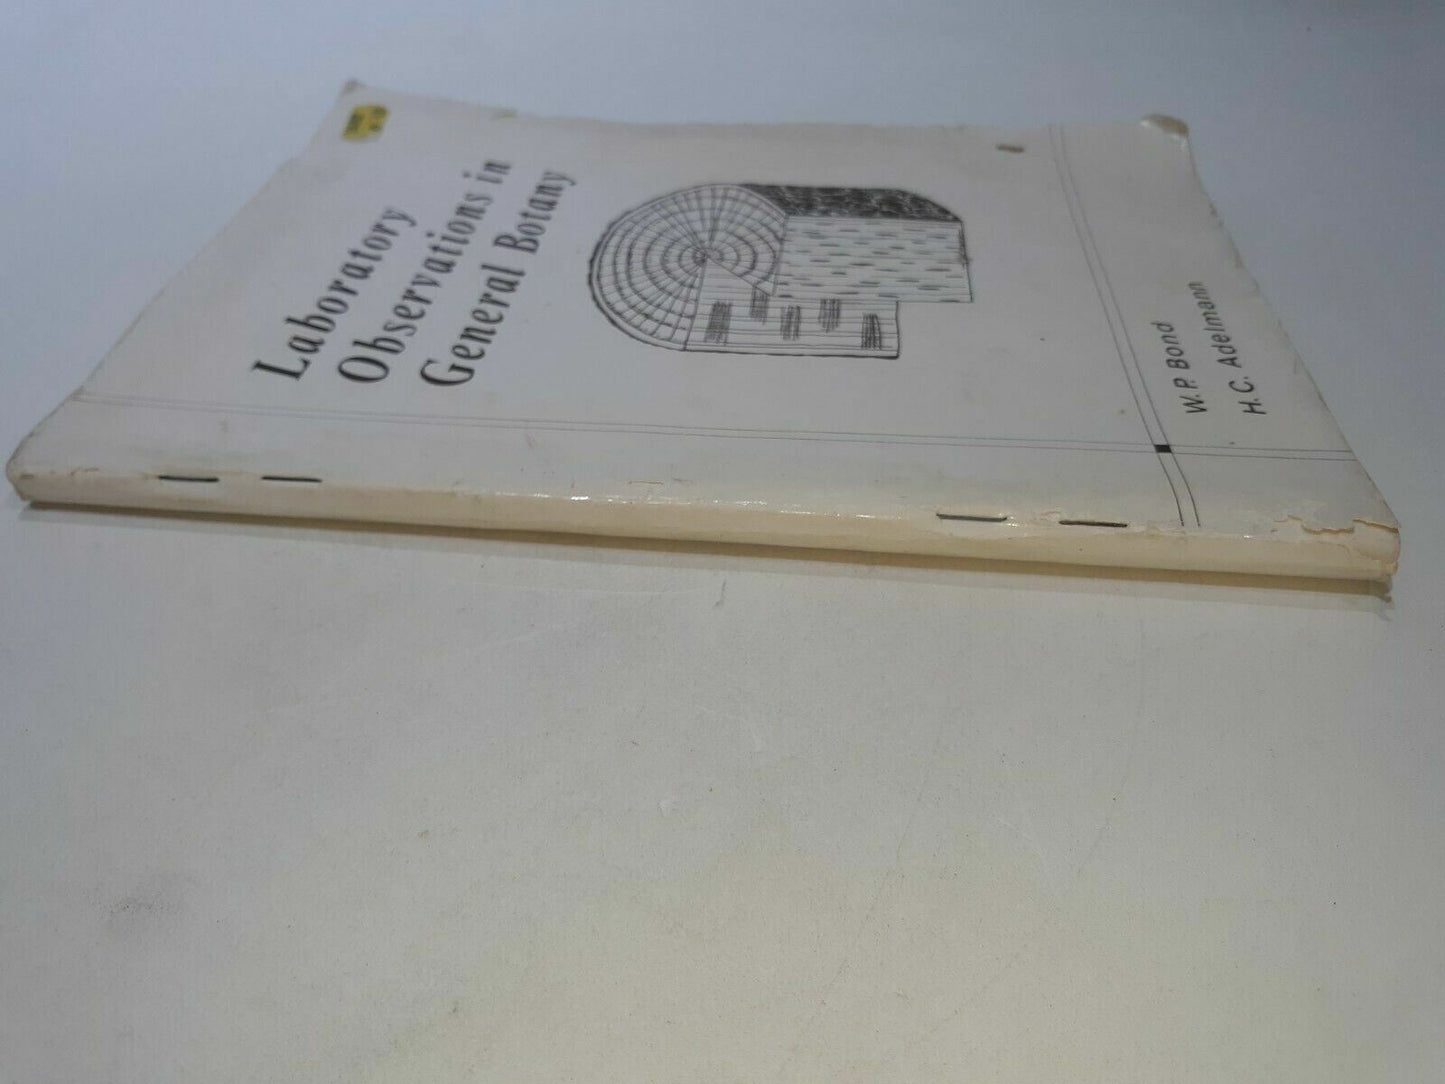 Laboratory
Observations in
General Botany
W.P. Bond
H.C. Adelmann